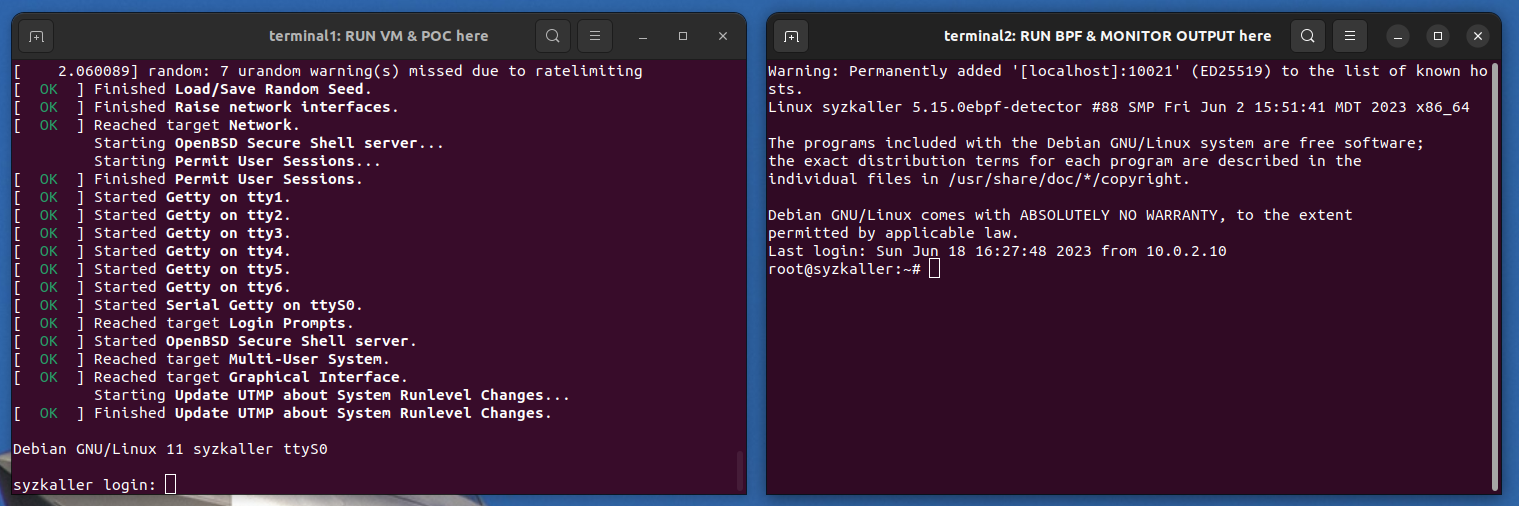 terminal1: RUN VM & POC here
[    2.060089] random: 7 urandom warning(s) missed due to ratelimiting
[  OK  ] Finished Load/Save Random Seed.
[  OK  ] Finished Raise network interfaces.
[  OK  ] Reached target Network.
         Starting OpenBSD Secure Shell server...
         Starting Permit User Sessions...
[  OK  ] Finished Permit User Sessions.
[  OK  ] Started Getty on tty1.
[  OK  ] Started Getty on tty2.
[  OK  ] Started Getty on tty3.
[  OK  ] Started Getty on tty4.
[  OK  ] Started Getty on tty5.
[  OK  ] Started Getty on tty6.
[  OK  ] Started Serial Getty on ttyS0.
[  OK  ] Reached target Login Prompts.
[  OK  ] Started OpenBSD Secure Shell server.
[  OK  ] Reached target Multi-User System.
[  OK  ] Reached target Graphical Interface.
         Starting Update UTMP about System Runlevel Changes...
[  OK  ] Finished Update UTMP about System Runlevel Changes.
Debian GNU/Linux 11 syzkaller ttyS0
syzkaller login:
terminal2: RUN BPF & MONITOR OUTPUT here
Warning: Permanently added '[localhost]:10021' (ED25519) to the list of known ho
sts.
Linux syzkaller 5.15.0ebpf-detector #88 SMP Fri Jun 2 15:51:41 MDT 2023 x86_64
The programs included with the Debian GNU/Linux system are free software;
the exact distribution terms for each program are described in the
individual files in /usr/share/doc/*/copyright.
Debian GNU/Linux comes with ABSOLUTELY NO WARRANTY, to the extent
permitted by applicable law.
Last login: Sun Jun 18 16:27:48 2023 from 10.0.2.10
root@syzkaller:~#